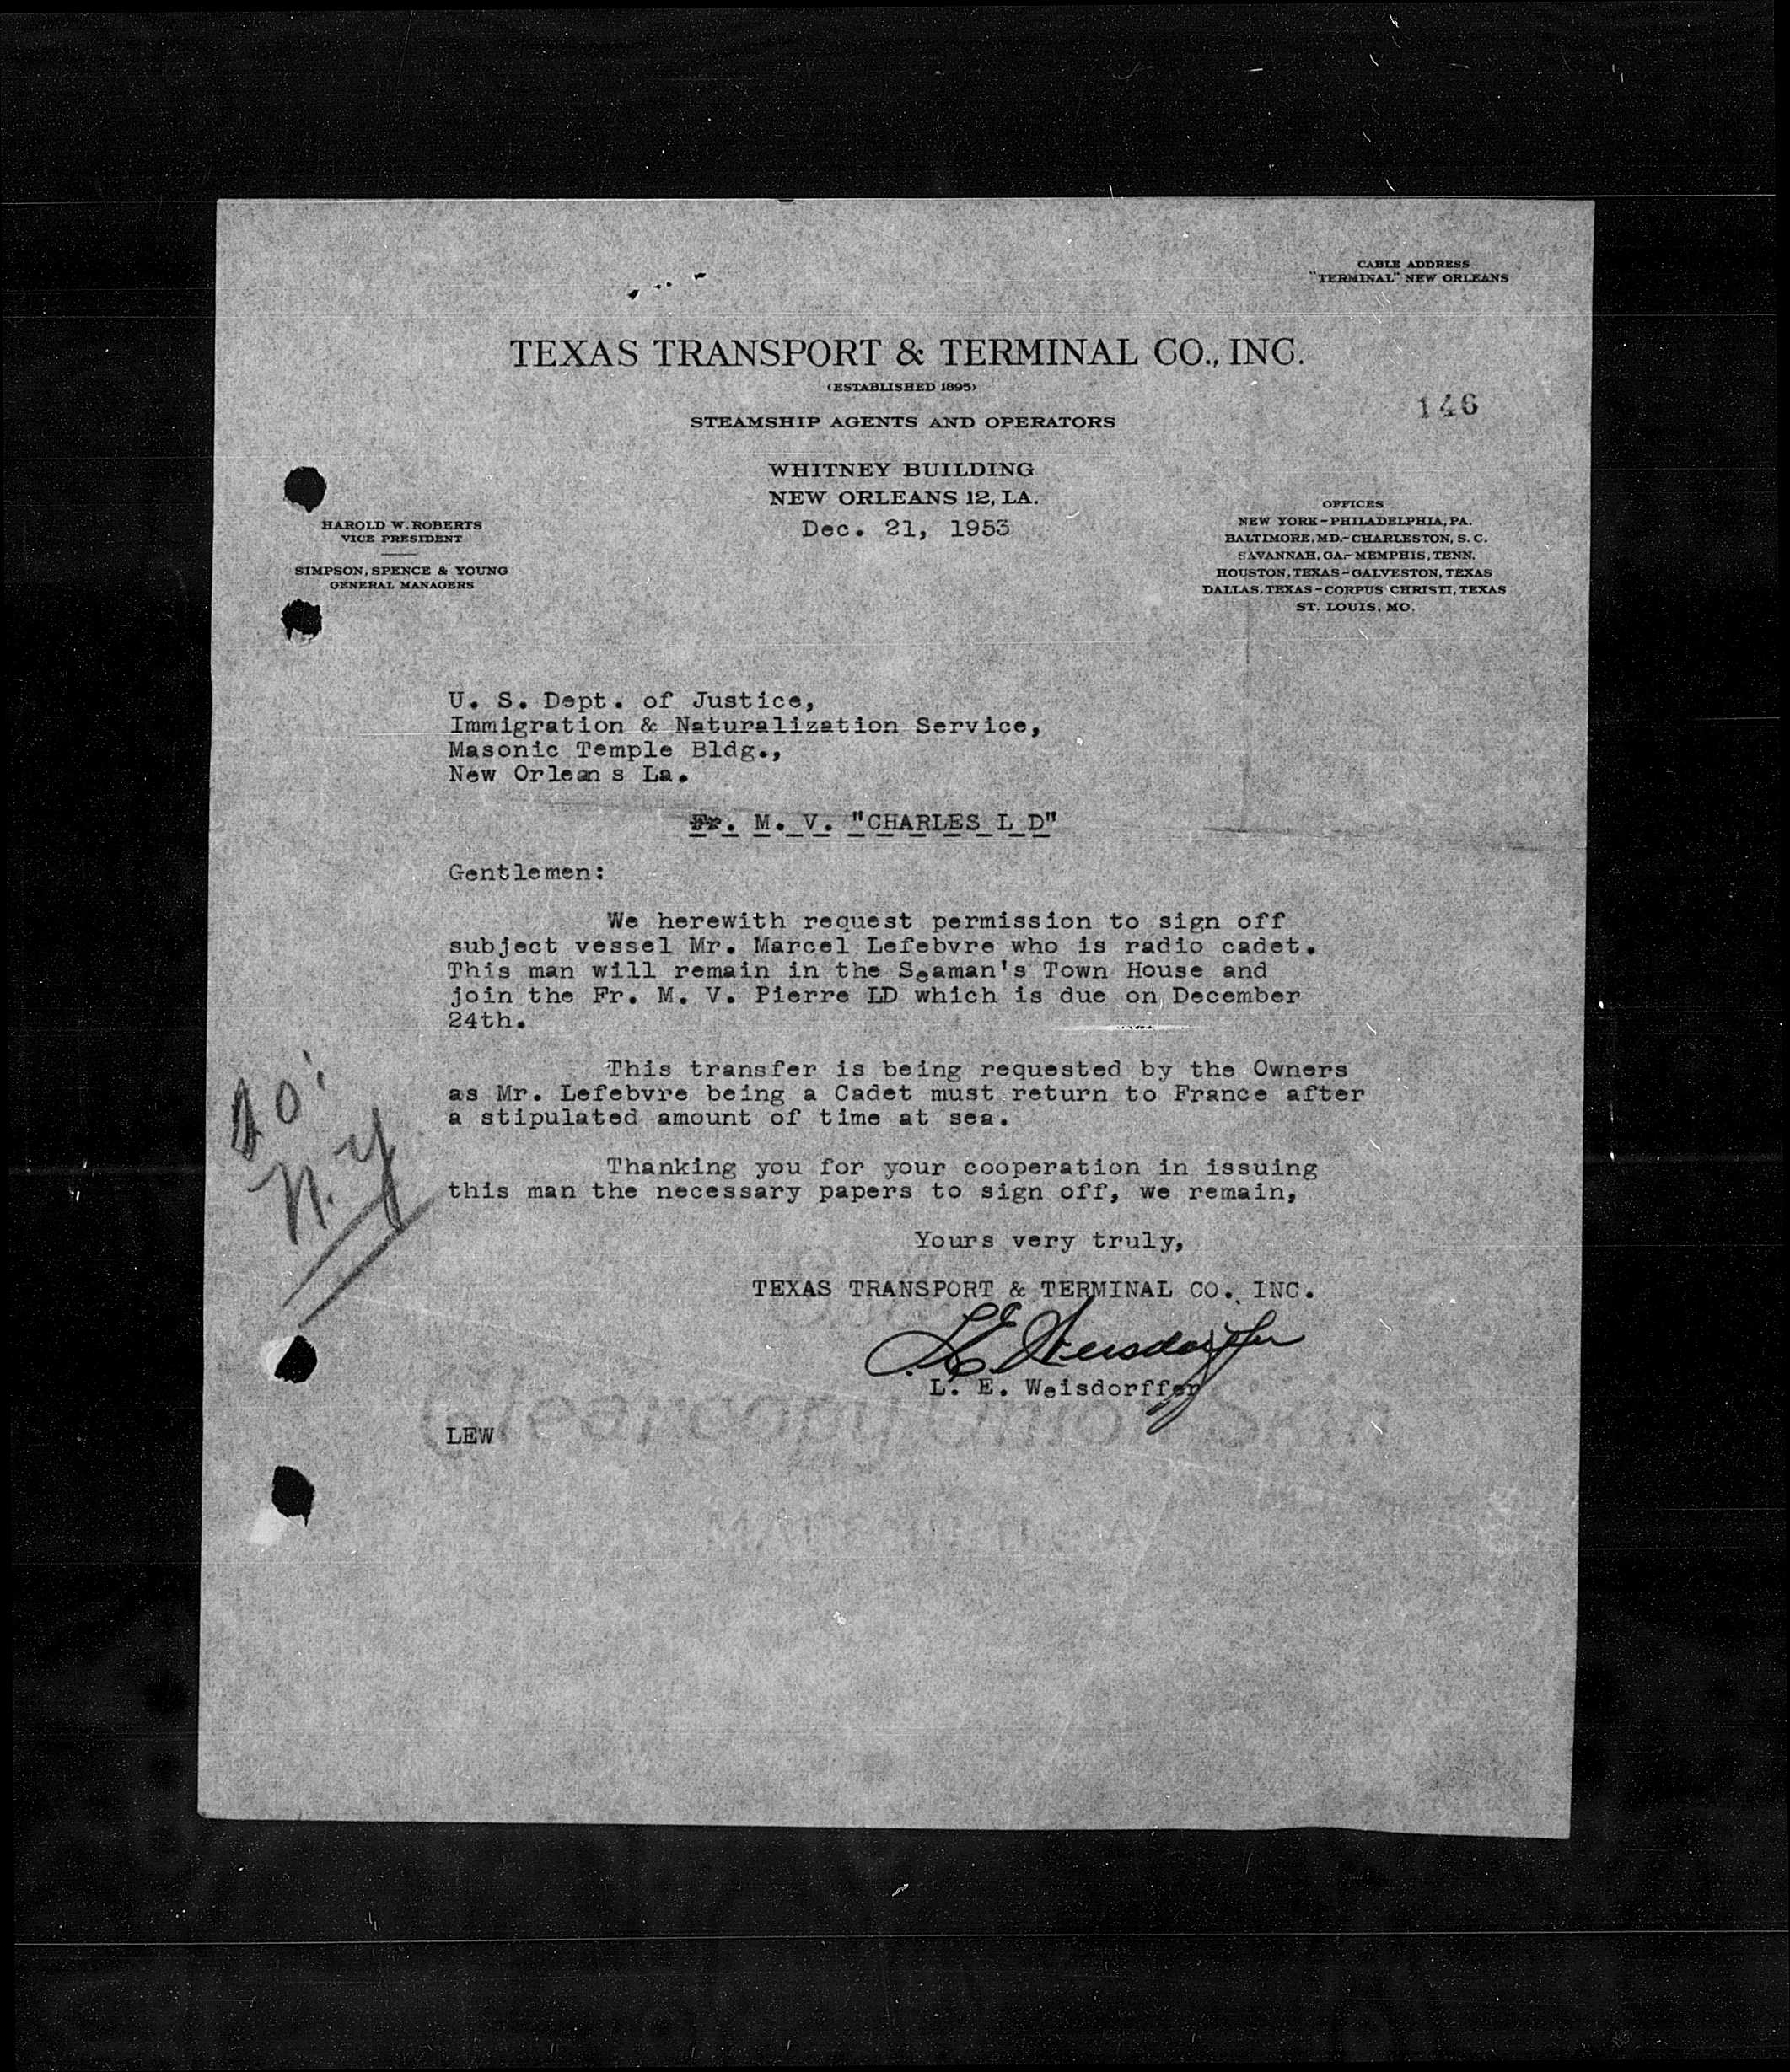 CABLE ADDRESS
"TERMINAL" NEW ORLEANS
TEXAS TRANSPORT & TERMINAL CO., INC.
(ESTABLISHED 1895)
146
STEAMSHIP AGENTS AND OPERATORS
WHITNEY BUILDING
NEW ORLEANS 12, LA.
Dec. 21, 1953
HAROLD W. ROBERTS
VICE PRESIDENT
SIMPSON, SPENCE & YOUNG
GENERAL MANAGERS
OFFICES
NEW YORK-PHILADELPHIA, PA.
BALTIMORE, MD.-CHARLESTON, S. C.
SAVANNAH, GA.-MEMPHIS, TENN.
HOUSTON, TEXAS-GALVESTON, TEXAS
DALLAS, TEXAS-CORPUS CHRISTI, TEXAS
ST. LOUIS, MO.
U. S. Dept. of Justice,
Immigration & Naturalization Service,
Masonic Temple Bldg.,
New Orlean s La.
Fr. M. V. "CHARLES L D"
Gentlemen:
We herewith request permission to sign off
subject vessel Mr. Marcel Lefebvre who is radio cadet.
This man will remain in the Seaman's Town House and
join the Fr. M. V. Pierre LD which is due on December
24th.
This transfer is being requested by the Owners
as Mr. Lefebvre being a Cadet must return to France after
a stipulated amount of time at sea.
Thanking you for your cooperation in issuing
this man the necessary papers to sign off, we remain,
N.Y
Yours very truly,
TEXAS TRANSPORT & TERMINAL CO., INC.
L E Weisdorffer
L. E. Weisdorffer
Clearcopy Onion Skin
LEW
MADE IN U.S.A.